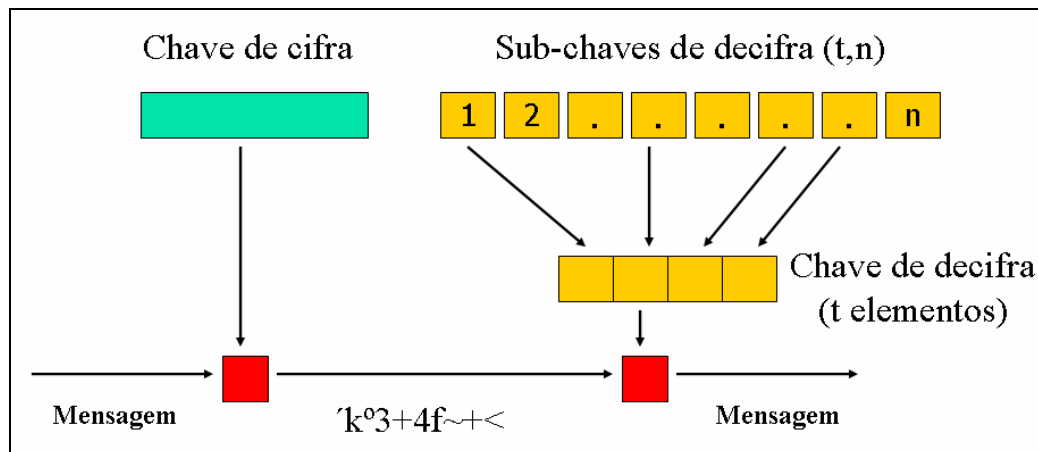 Chave de cifra
Sub-chaves de decifra (t,n)
1 2 . . . . . n
Chave de decifra
(t elementos)
Mensagem
´kº3+4f~+<
Mensagem